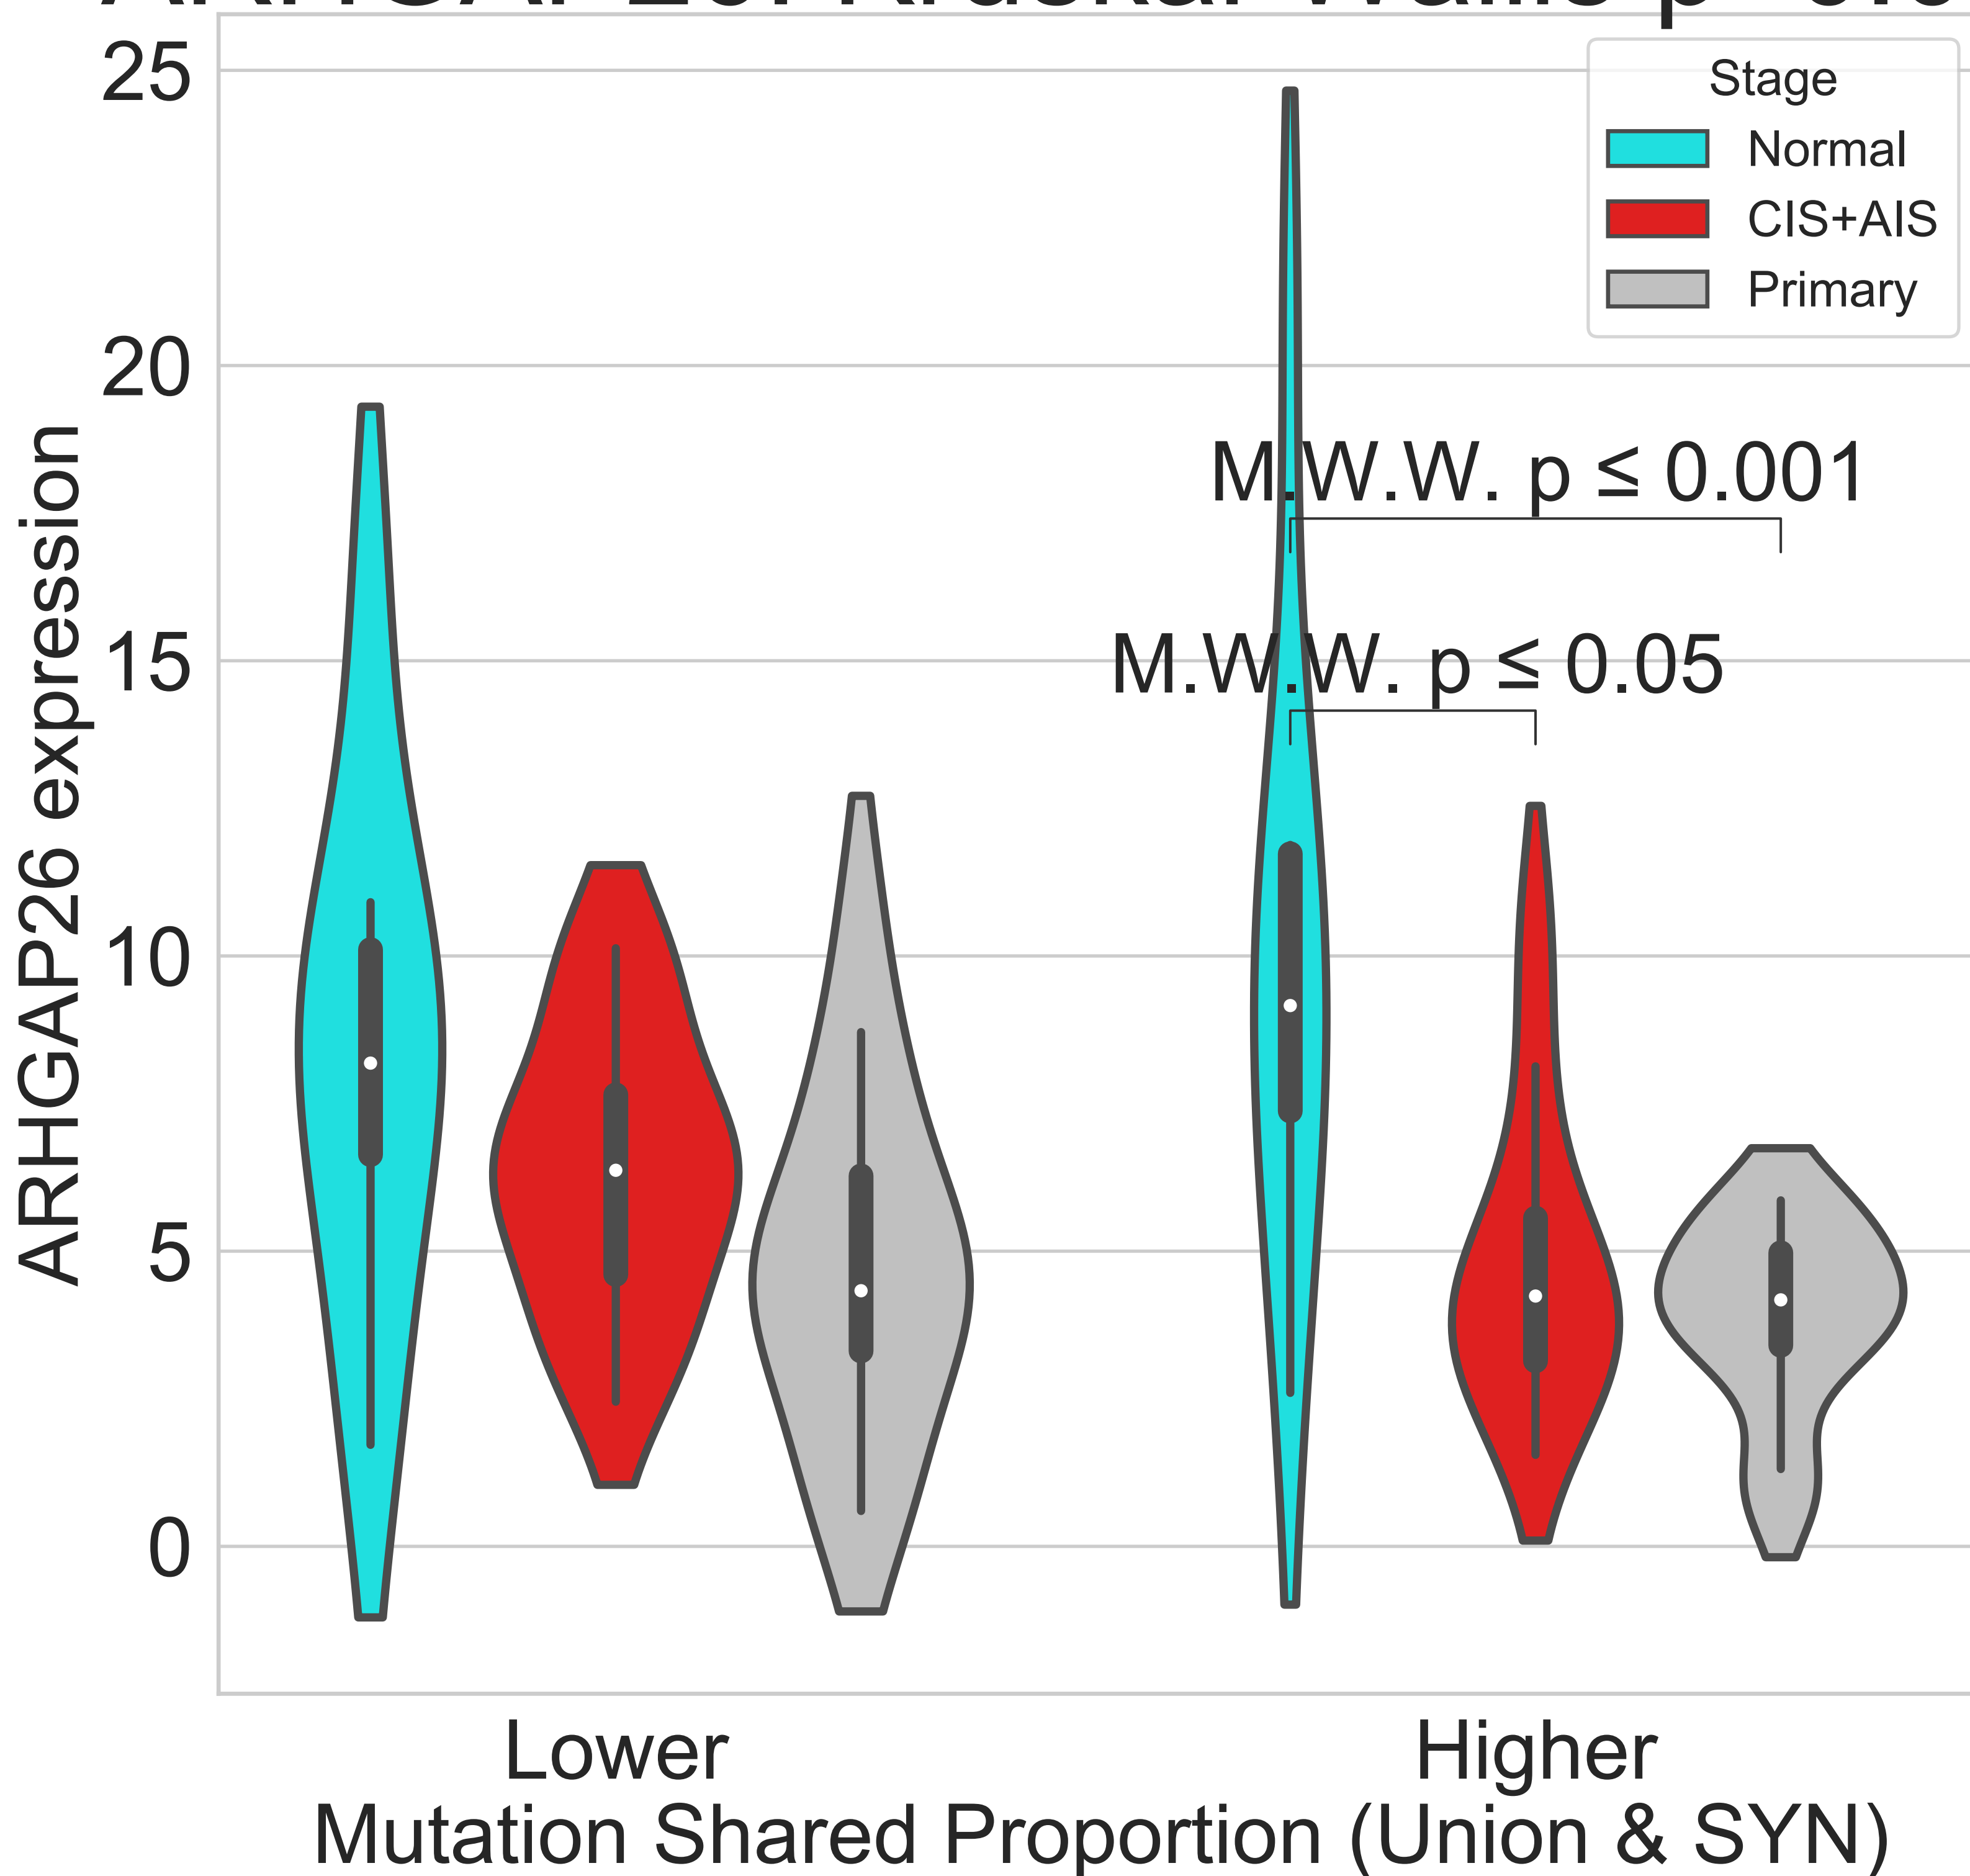 25
Stage
Normal
CIS+AIS
Primary
20
M.W.W. p ≤ 0.001
15
M.W.W. p ≤ 0.05
10
5
0
ARHGAP26 expression
Lower
Higher
Mutation Shared Proportion (Union & SYN)